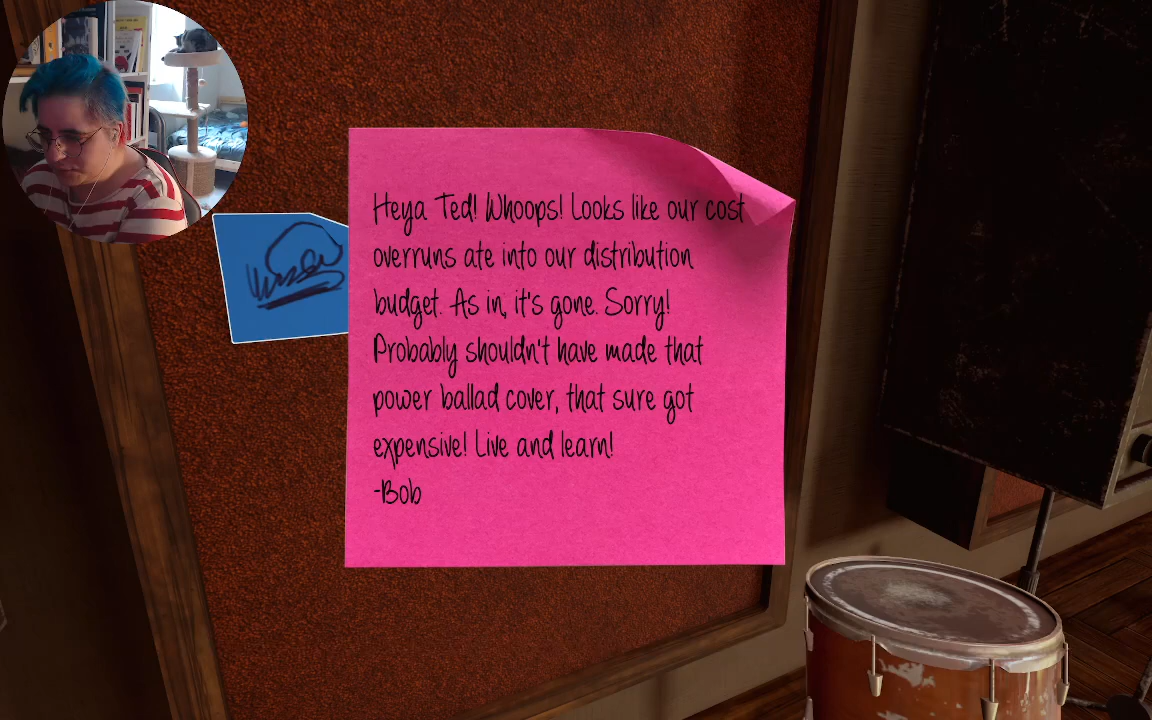 Heya Ted! Whoops! Looks like our cost
overruns ate into our distribution
budget. As in, it's gone. Sorry!
Probably shouldn't have made that
power ballad cover, that sure got
expensive! Live and learn!
-Bob